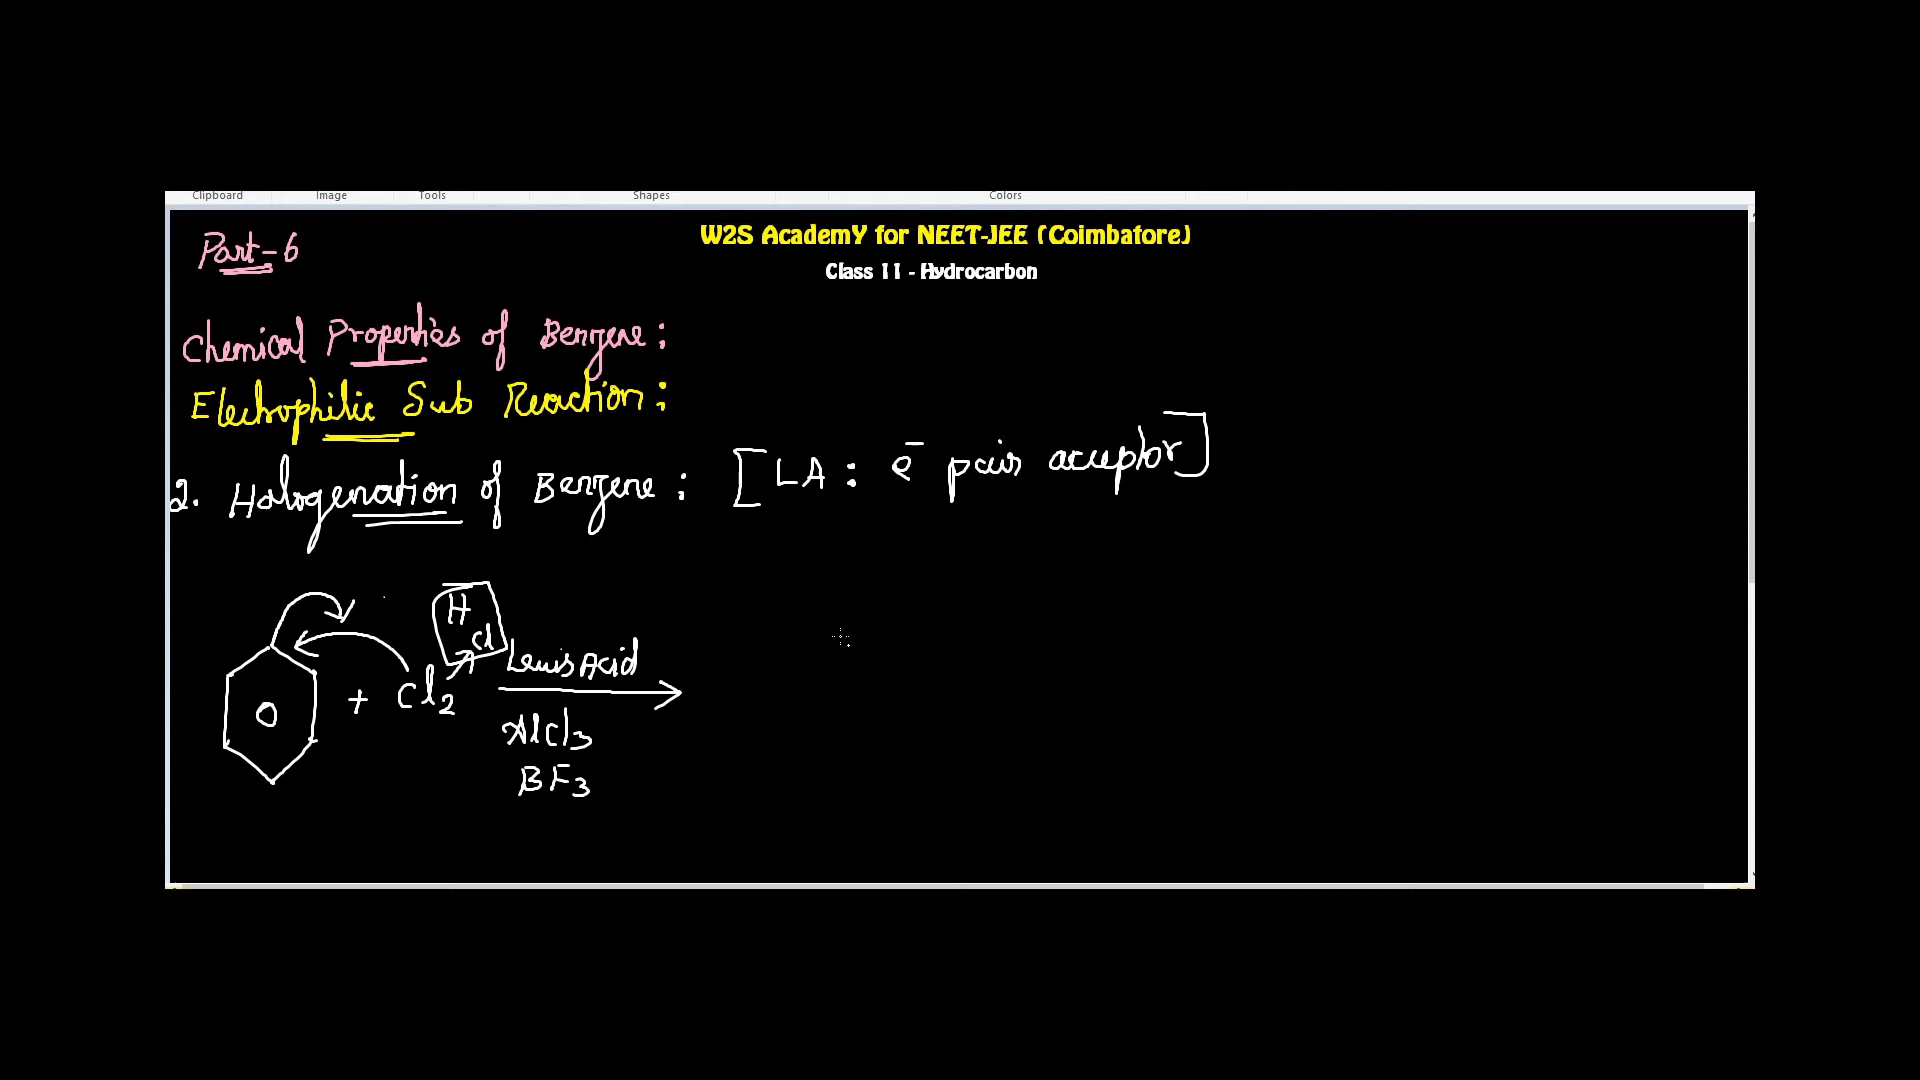 Clipboard Image Tools Shapes Colors
W2S AcademY for NEET-JEE (Coimbatore)
Class 11 - Hydrocarbon
Part-6
Chemical Properties of Benzene :
Electrophilic Sub Reaction :
2. Halogenation of Benzene : [LA : e⁻ pair acceptor]
H
Cl
Lewis Acid
+ Cl₂
AlCl₃
BF₃